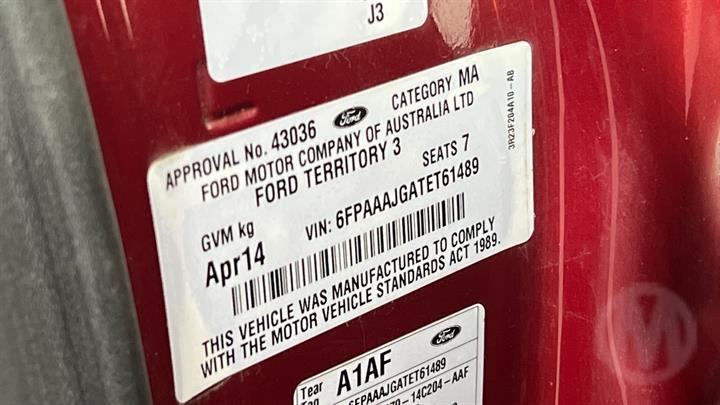 J3
APPROVAL No. 43036 Ford CATEGORY MA
FORD MOTOR COMPANY OF AUSTRALIA LTD
FORD TERRITORY 3
SEATS 7
GVM kg
VIN: 6FPAAAJGATET61489
Apr14
THIS VEHICLE WAS MANUFACTURED TO COMPLY
WITH THE MOTOR VEHICLE STANDARDS ACT 1989.
3R23F204A10-AB
Ford
Tear A1AF
6FPAAAJGATET61489
14C204-AAF